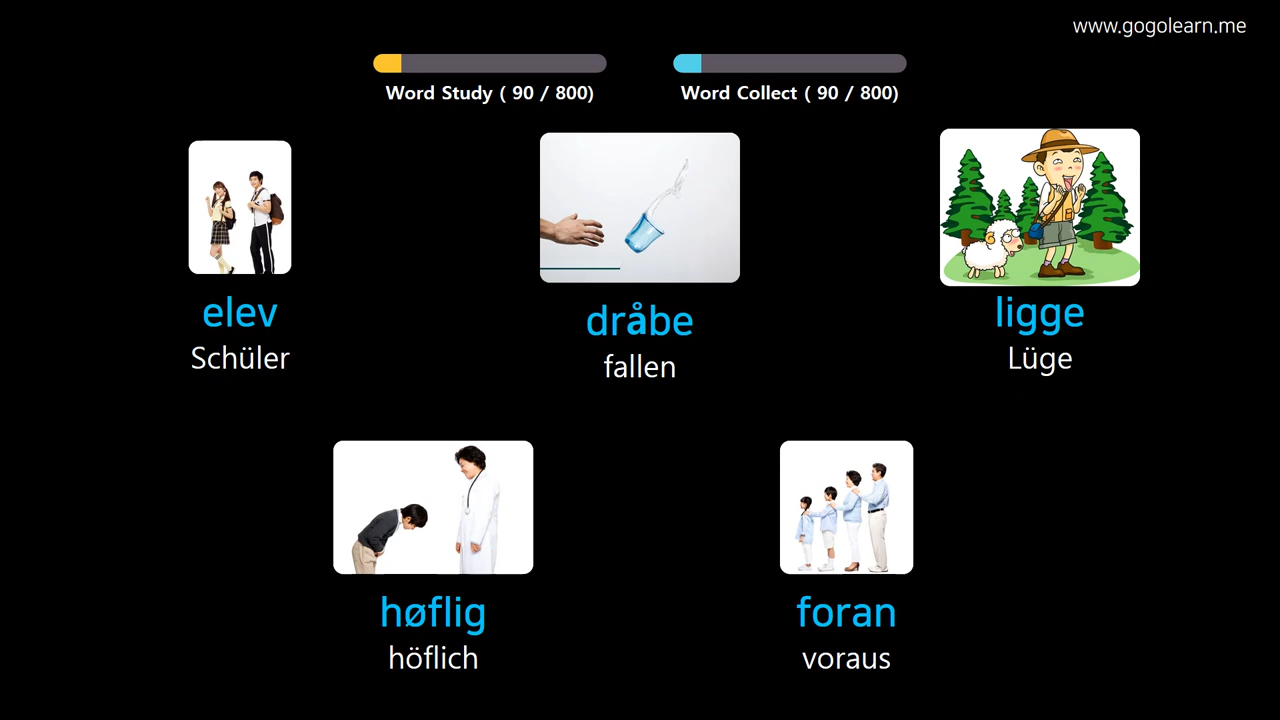 www.gogolearn.me
Word Study ( 90 / 800)
Word Collect ( 90 / 800)
elev
Schüler
dråbe
fallen
ligge
Lüge
høflig
höflich
foran
voraus